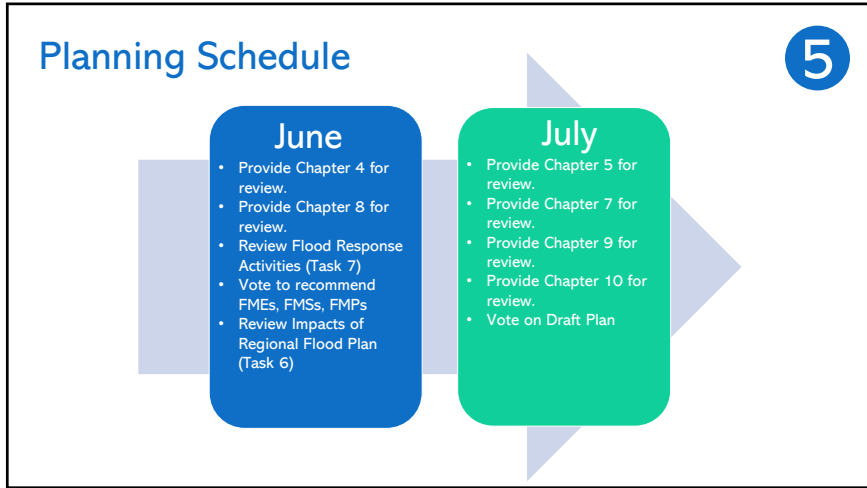 Planning Schedule
5
June
• Provide Chapter 4 for
review.
• Provide Chapter 8 for
review.
• Review Flood Response
Activities (Task 7)
• Vote to recommend
FMEs, FMSs, FMPs
• Review Impacts of
Regional Flood Plan
(Task 6)
July
• Provide Chapter 5 for
review.
• Provide Chapter 7 for
review.
• Provide Chapter 9 for
review.
• Provide Chapter 10 for
review.
• Vote on Draft Plan